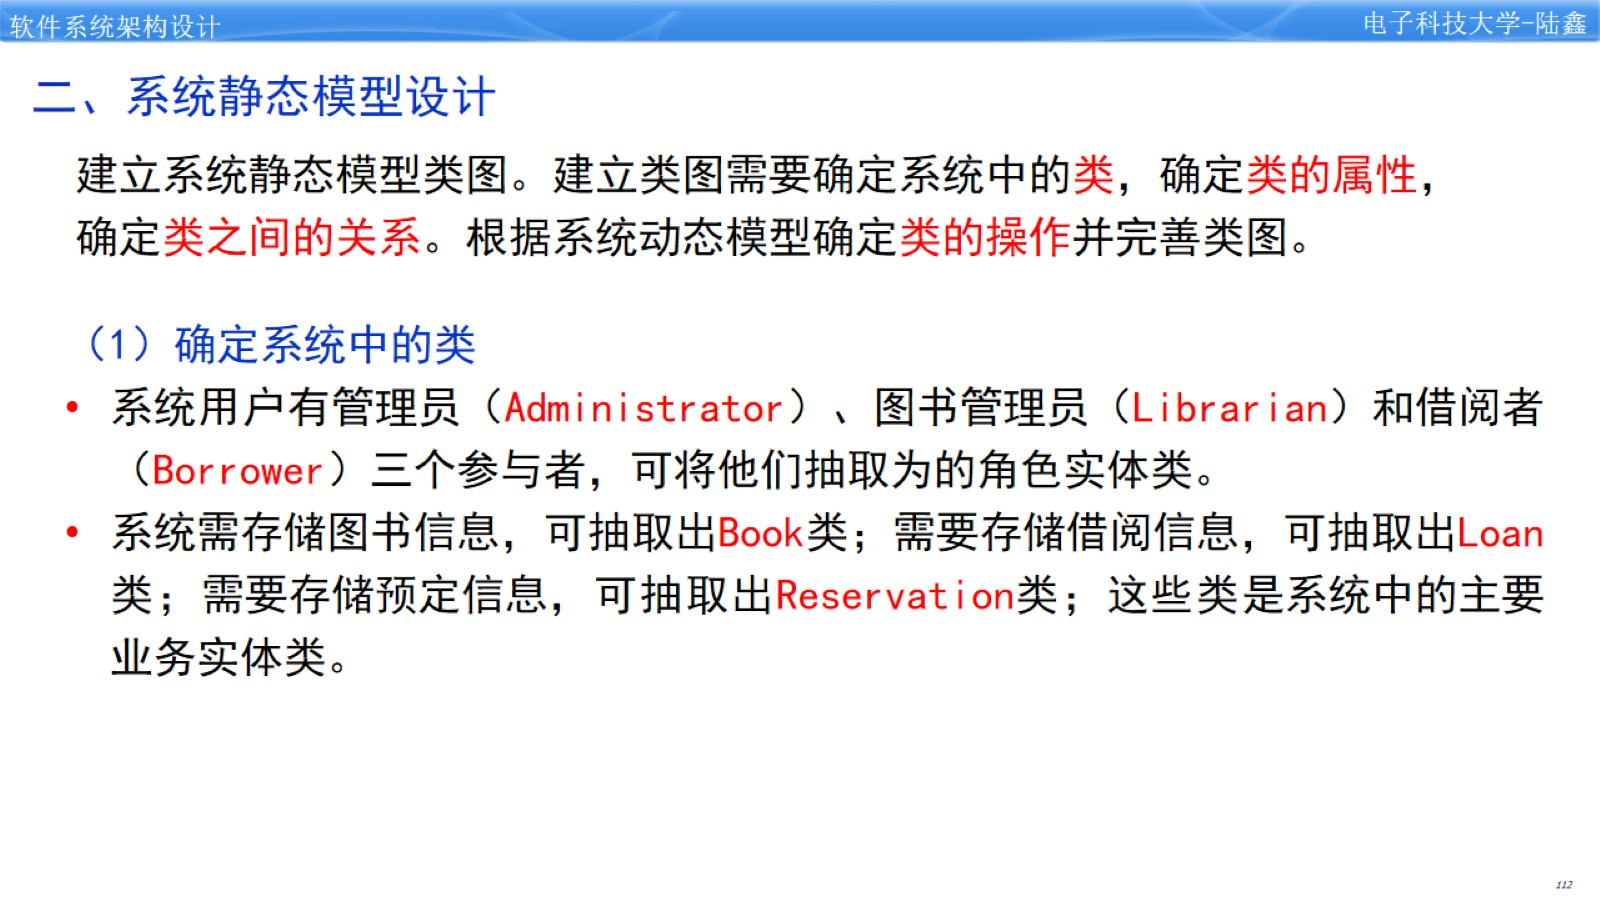 软件系统架构设计
电子科技大学-陆鑫
二、系统静态模型设计
建立系统静态模型类图。建立类图需要确定系统中的类，确定类的属性，
确定类之间的关系。根据系统动态模型确定类的操作并完善类图。
（1）确定系统中的类
• 系统用户有管理员（Administrator）、图书管理员（Librarian）和借阅者
（Borrower）三个参与者，可将他们抽取为的角色实体类。
• 系统需存储图书信息，可抽取出Book类；需要存储借阅信息，可抽取出Loan
类；需要存储预定信息，可抽取出Reservation类；这些类是系统中的主要
业务实体类。
112